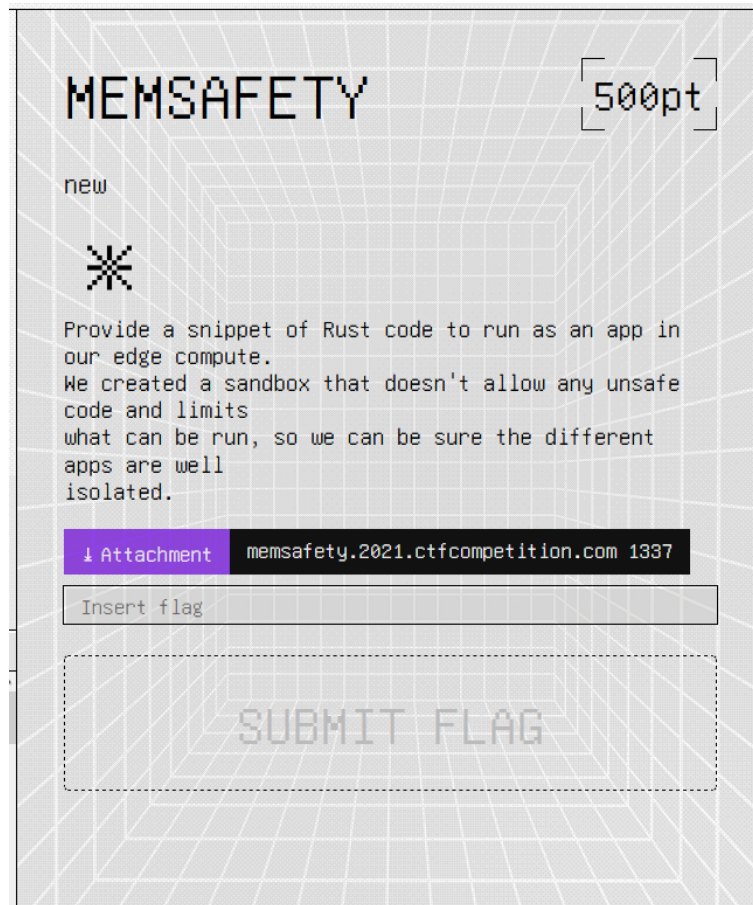 MEMSAFETY
500pt
new
Provide a snippet of Rust code to run as an app in
our edge compute.
We created a sandbox that doesn't allow any unsafe
code and limits
what can be run, so we can be sure the different
apps are well
isolated.
Attachment memsafety.2021.ctfcompetition.com 1337
Insert flag
SUBMIT FLAG